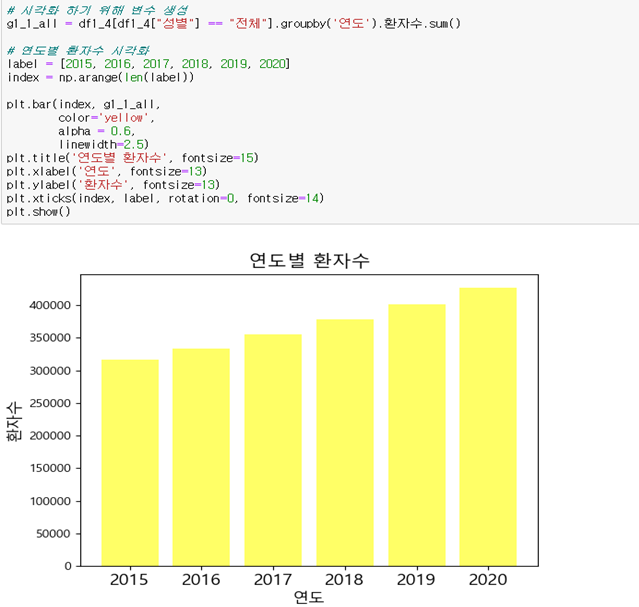 # 시각화 하기 위해 변수 생성
g1_1_all = df1_4[df1_4["성별"] == "전체"].groupby('연도').환자수.sum()
# 연도별 환자수 시각화
label = [2015, 2016, 2017, 2018, 2019, 2020]
index = np.arange(len(label))
plt.bar(index, g1_1_all,
color='yellow',
alpha = 0.6,
linewidth=2.5)
plt.title('연도별 환자수', fontsize=15)
plt.xlabel('연도', fontsize=13)
plt.ylabel('환자수', fontsize=13)
plt.xticks(index, label, rotation=0, fontsize=14)
plt.show()
연도별 환자수
400000
350000
300000
250000
200000
150000
100000
50000
0
환자수
2015 2016 2017 2018 2019 2020
연도